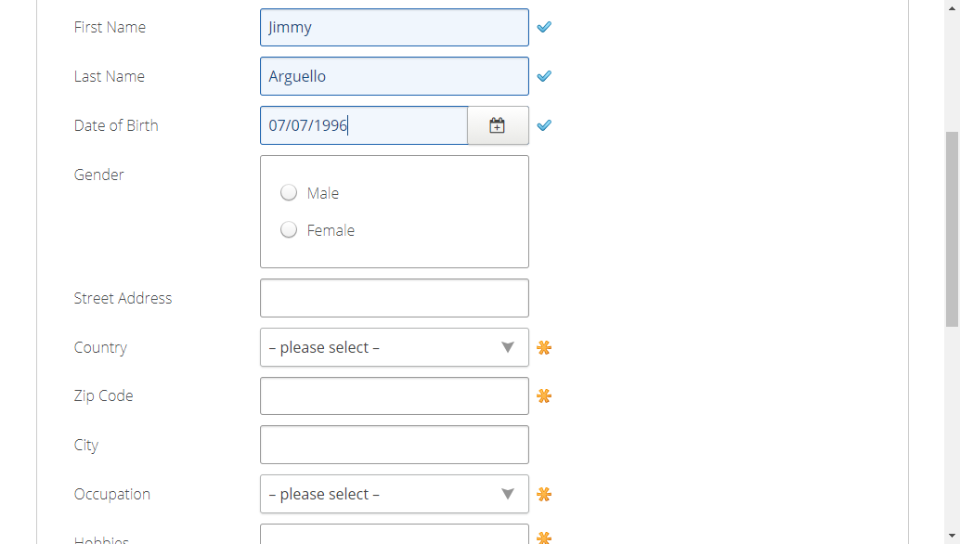 First Name Jimmy
Last Name Arguello
Date of Birth 07/07/1996
Gender
Male
Female
Street Address
Country – please select –
Zip Code
City
Occupation – please select –
Hobbies